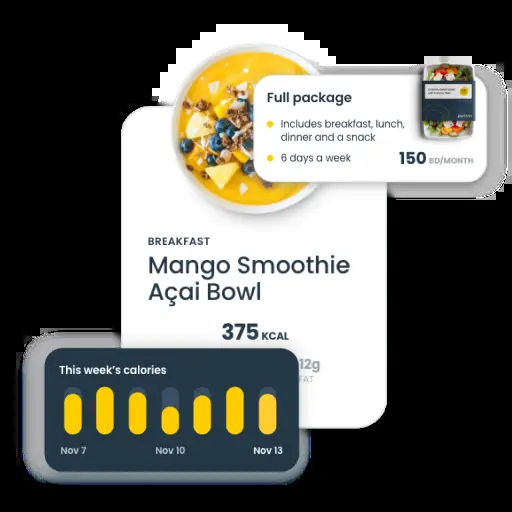 Full package
Includes breakfast, lunch,
dinner and a snack
6 days a week
150 BD/MONTH
BREAKFAST
Mango Smoothie
Açai Bowl
375 KCAL
12g
FAT
This week's calories
Nov 7
Nov 10
Nov 13